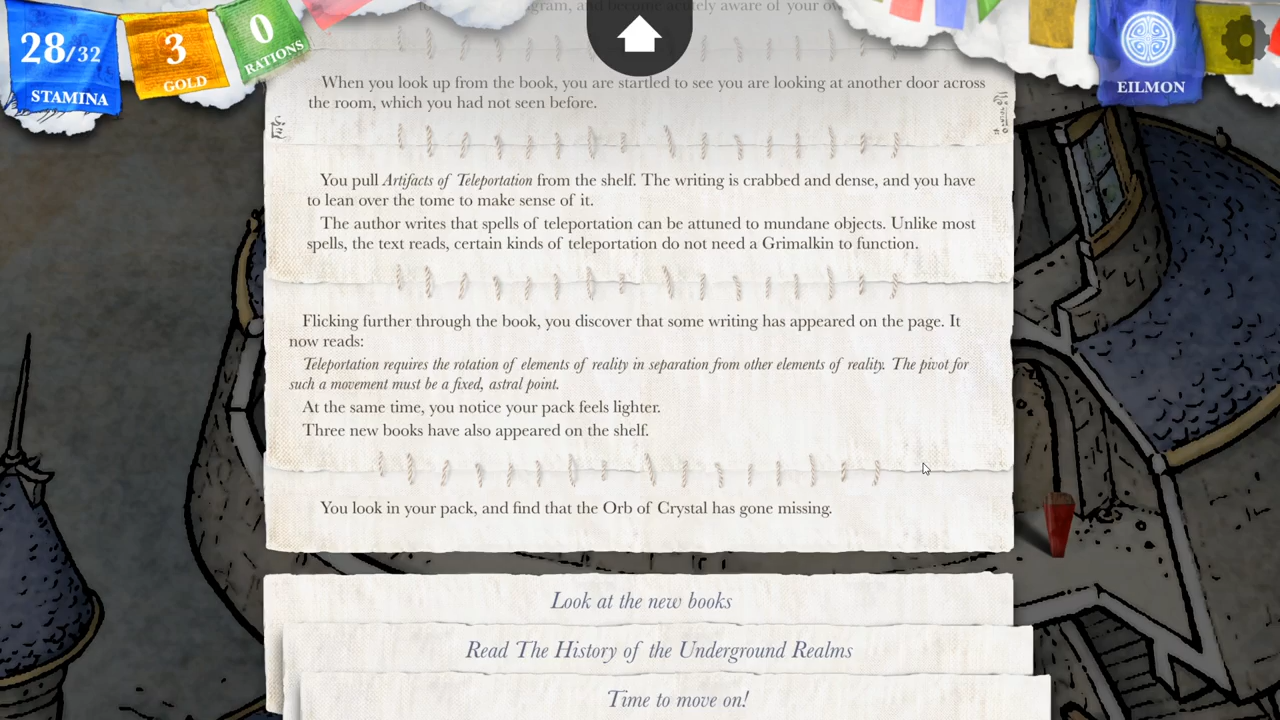 28/32
STAMINA
3
GOLD
0
RATIONS
EILMON
gram, and become acutely aware of your ow
When you look up from the book, you are startled to see you are looking at another door across
the room, which you had not seen before.
You pull Artifacts of Teleportation from the shelf. The writing is crabbed and dense, and you have
to lean over the tome to make sense of it.
The author writes that spells of teleportation can be attuned to mundane objects. Unlike most
spells, the text reads, certain kinds of teleportation do not need a Grimalkin to function.
Flicking further through the book, you discover that some writing has appeared on the page. It
now reads:
Teleportation requires the rotation of elements of reality in separation from other elements of reality. The pivot for
such a movement must be a fixed, astral point.
At the same time, you notice your pack feels lighter.
Three new books have also appeared on the shelf.
You look in your pack, and find that the Orb of Crystal has gone missing.
Look at the new books
Read The History of the Underground Realms
Time to move on!